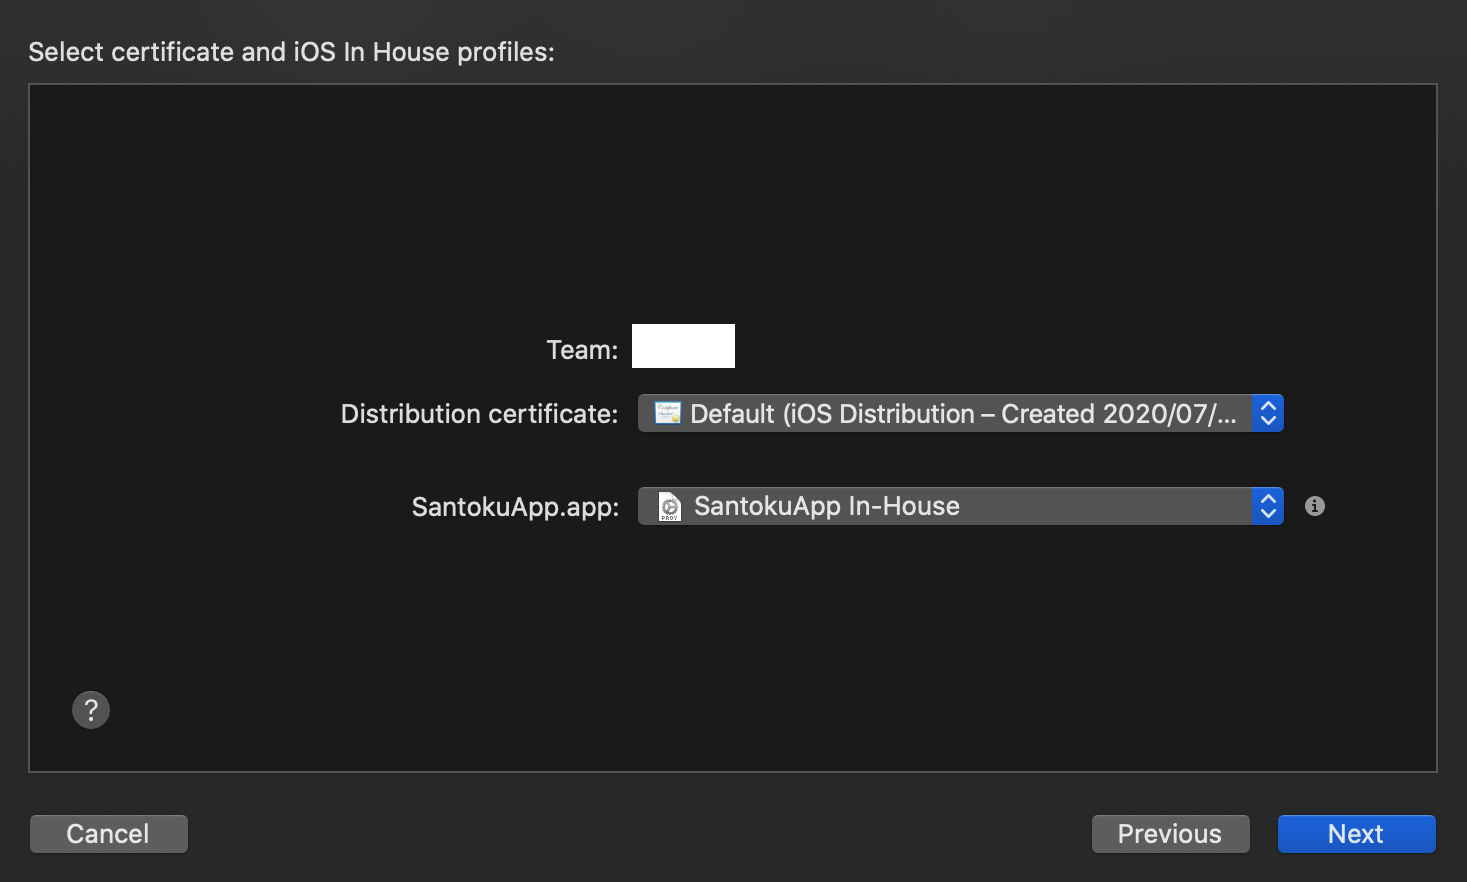 Select certificate and iOS In House profiles:
Team:
Distribution certificate: Default (iOS Distribution – Created 2020/07/...
SantokuApp.app: SantokuApp In-House
?
Cancel Previous Next